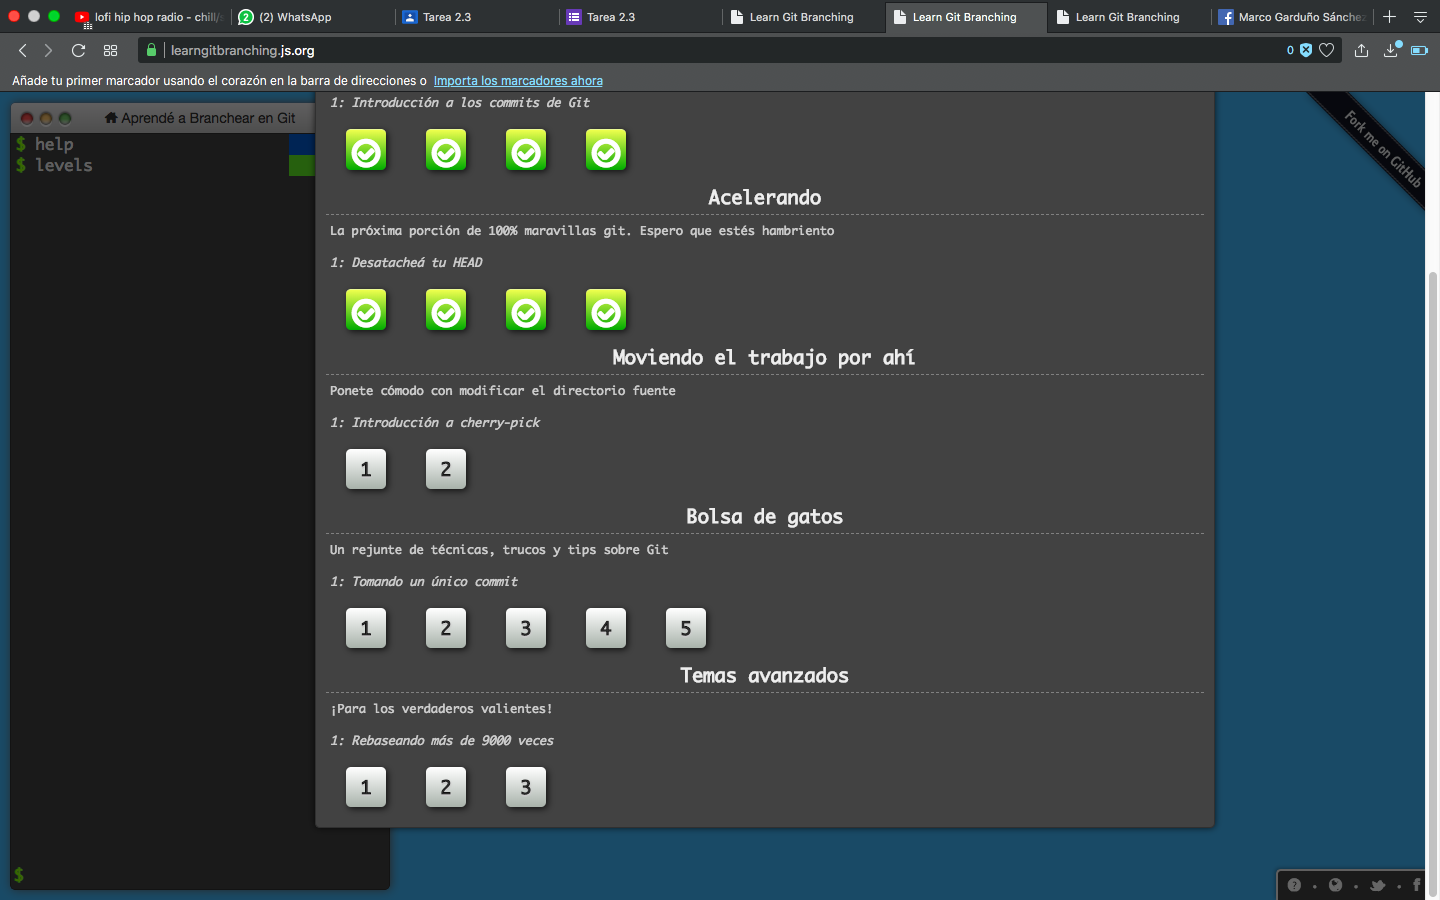 lofi hip hop radio - chill/
(2) WhatsApp
Tarea 2.3
Tarea 2.3
Learn Git Branching
Learn Git Branching
Learn Git Branching
Marco Garduño Sánchez
learngitbranching.js.org
0
Añade tu primer marcador usando el corazón en la barra de direcciones o Importa los marcadores ahora
Aprendé a Branchear en Git
$ help
$ levels
$
1: Introducción a los commits de Git
Acelerando
La próxima porción de 100% maravillas git. Espero que estés hambriento
1: Desatacheá tu HEAD
Moviendo el trabajo por ahí
Ponete cómodo con modificar el directorio fuente
1: Introducción a cherry-pick
1 2
Bolsa de gatos
Un rejunte de técnicas, trucos y tips sobre Git
1: Tomando un único commit
1 2 3 4 5
Temas avanzados
¡Para los verdaderos valientes!
1: Rebaseando más de 9000 veces
1 2 3
Fork me on GitHub